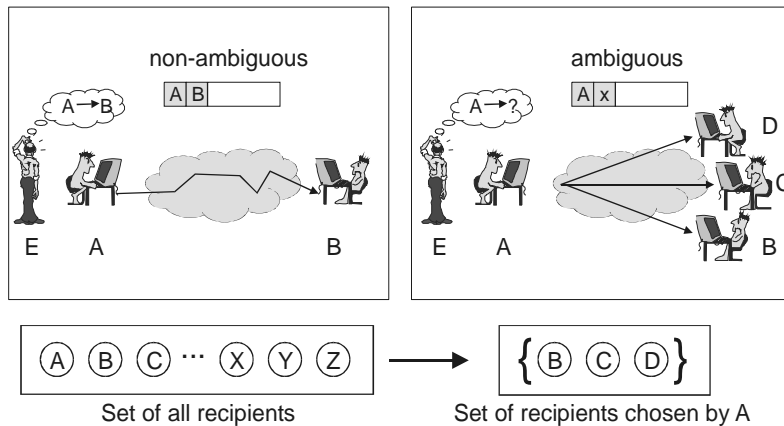 non-ambiguous
A B
A → B
E A B
ambiguous
A x
A → ?
D
C
B
E A
A B C ... X Y Z
{ B C D }
Set of all recipients
Set of recipients chosen by A